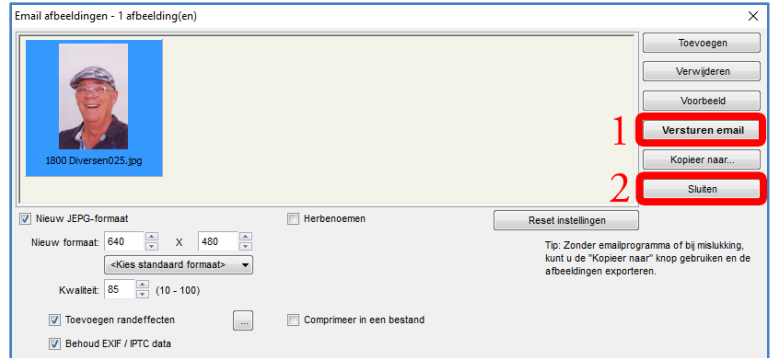 Email afbeeldingen - 1 afbeelding(en)
Toevoegen
Verwijderen
Voorbeeld
1 Versturen email
1800 Diversen025.jpg
Kopieer naar...
2 Sluiten
Nieuw JEPG-formaat
Herbenoemen
Reset instellingen
Nieuw formaat: 640 X 480
Tip: Zonder emailprogramma of bij mislukking,
kunt u de "Kopieer naar" knop gebruiken en de
afbeeldingen exporteren.
<Kies standaard formaat>
Kwaliteit: 85 (10 - 100)
Toevoegen randeffecten ...
Comprimeer in een bestand
Behoud EXIF / IPTC data